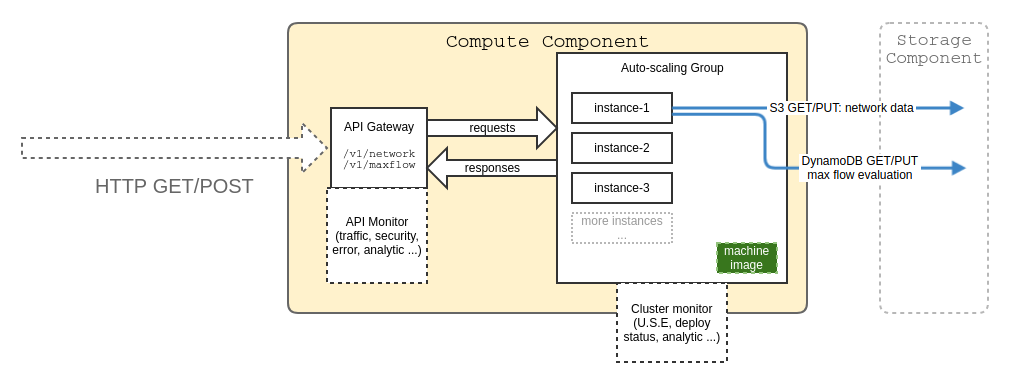 Compute Component
Storage
Component
Auto-scaling Group
API Gateway
/v1/network
/v1/maxflow
requests
responses
instance-1
instance-2
instance-3
more instances
...
machine
image
S3 GET/PUT: network data
DynamoDB GET/PUT
max flow evaluation
HTTP GET/POST
API Monitor
(traffic, security,
error, analytic ...)
Cluster monitor
(U.S.E, deploy
status, analytic ...)